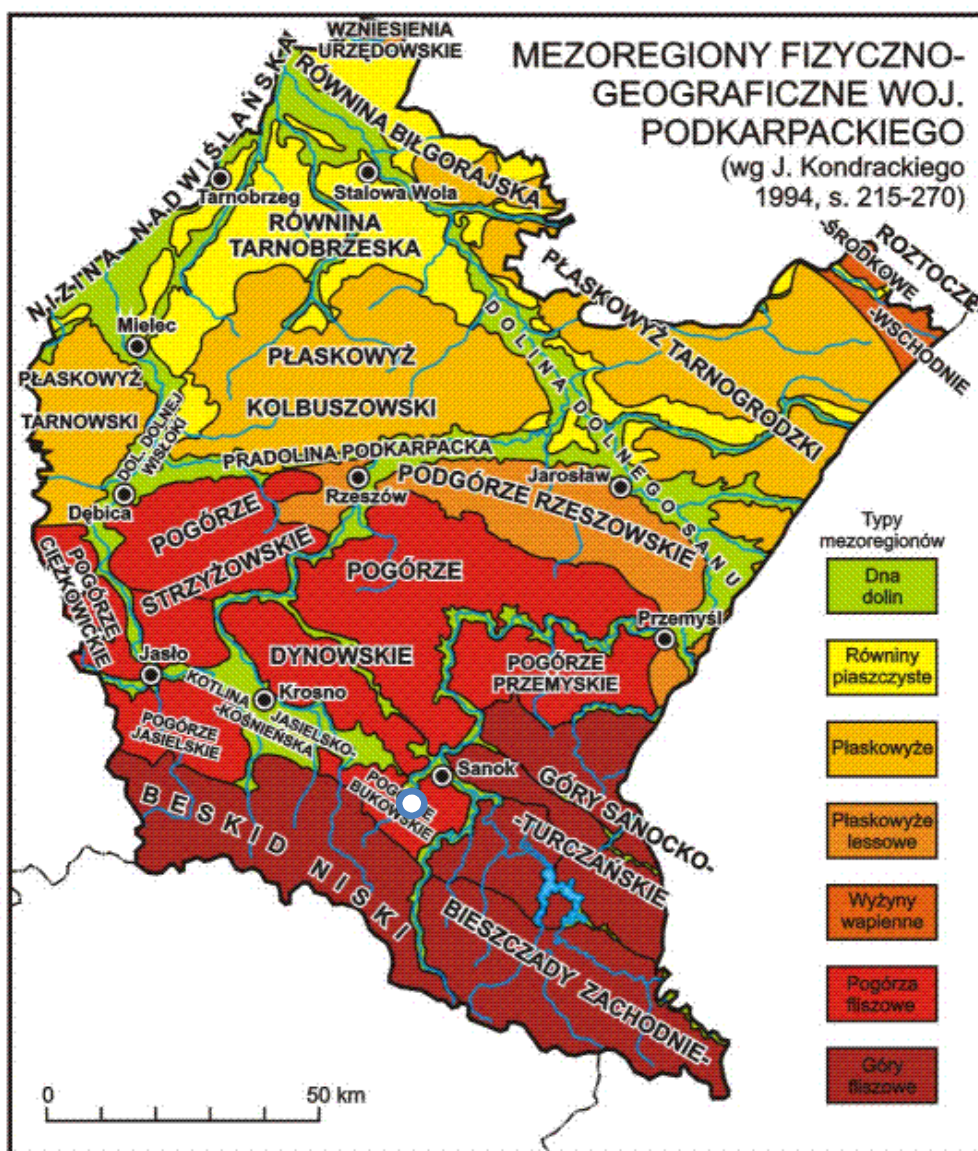 MEZOREGIONY FIZYCZNO-
GEOGRAFICZNE WOJ.
PODKARPACKIEGO
(wg J. Kondrackiego
1994, s. 215-270)
WZNIESIENIA
URZĘDOWSKIE
NIZINA NADWIŚLAŃSKA
RÓWNINA BIŁGORAJSKA
Tarnobrzeg
Stalowa Wola
RÓWNINA
TARNOBRZESKA
ROZTOCZE-
-ŚRODKOWE
-WSCHODNIE
PŁASKOWYŻ TARNOGRODZKI
DOLINA DOLNEGO SANU
Mielec
PŁASKOWYŻ
TARNOWSKI
PŁASKOWYŻ
KOLBUSZOWSKI
DOL. DOLNEJ
WISŁOKI
PRADOLINA PODKARPACKA
Rzeszów
Jarosław
PODGÓRZE RZESZOWSKIE
Dębica
POGÓRZE
STRZYŻOWSKIE
POGÓRZE
CIĘŻKOWICKIE
POGÓRZE
DYNOWSKIE
Przemyśl
POGÓRZE
PRZEMYSKIE
Jasło
KOTLINA
JASIELSKO-
-KOŚNIEŃSKA
Krosno
POGÓRZE
JASIELSKIE
Sanok
BUKOWSKIE
GÓRY SANOCKO-
-TURCZAŃSKIE
BESKID NISKI
BIESZCZADY ZACHODNIE-
Typy
mezoregionów
Dna
dolin
Równiny
piaszczyste
Płaskowyże
Płaskowyże
lessowe
Wyżyny
wapienne
Pogórza
fliszowe
Góry
fliszowe
0 50 km